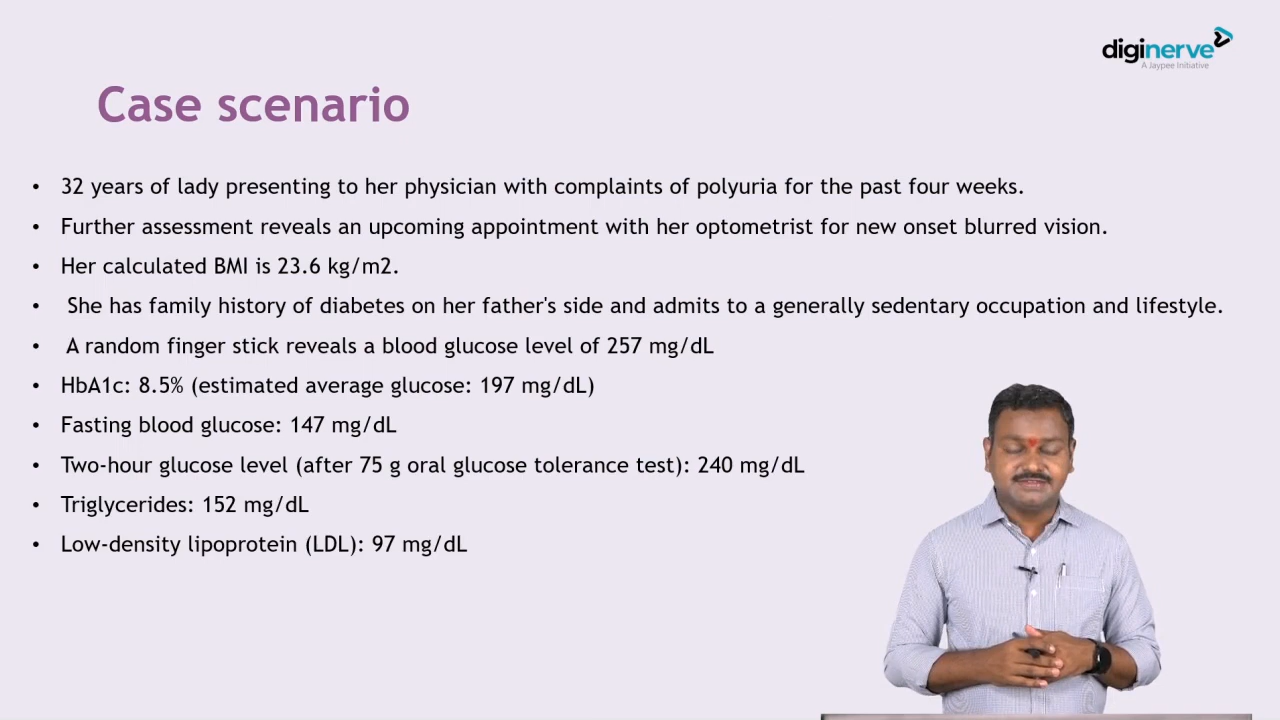 diginerve
A Jaypee Initiative
Case scenario
• 32 years of lady presenting to her physician with complaints of polyuria for the past four weeks.
• Further assessment reveals an upcoming appointment with her optometrist for new onset blurred vision.
• Her calculated BMI is 23.6 kg/m2.
• She has family history of diabetes on her father's side and admits to a generally sedentary occupation and lifestyle.
• A random finger stick reveals a blood glucose level of 257 mg/dL
• HbA1c: 8.5% (estimated average glucose: 197 mg/dL)
• Fasting blood glucose: 147 mg/dL
• Two-hour glucose level (after 75 g oral glucose tolerance test): 240 mg/dL
• Triglycerides: 152 mg/dL
• Low-density lipoprotein (LDL): 97 mg/dL